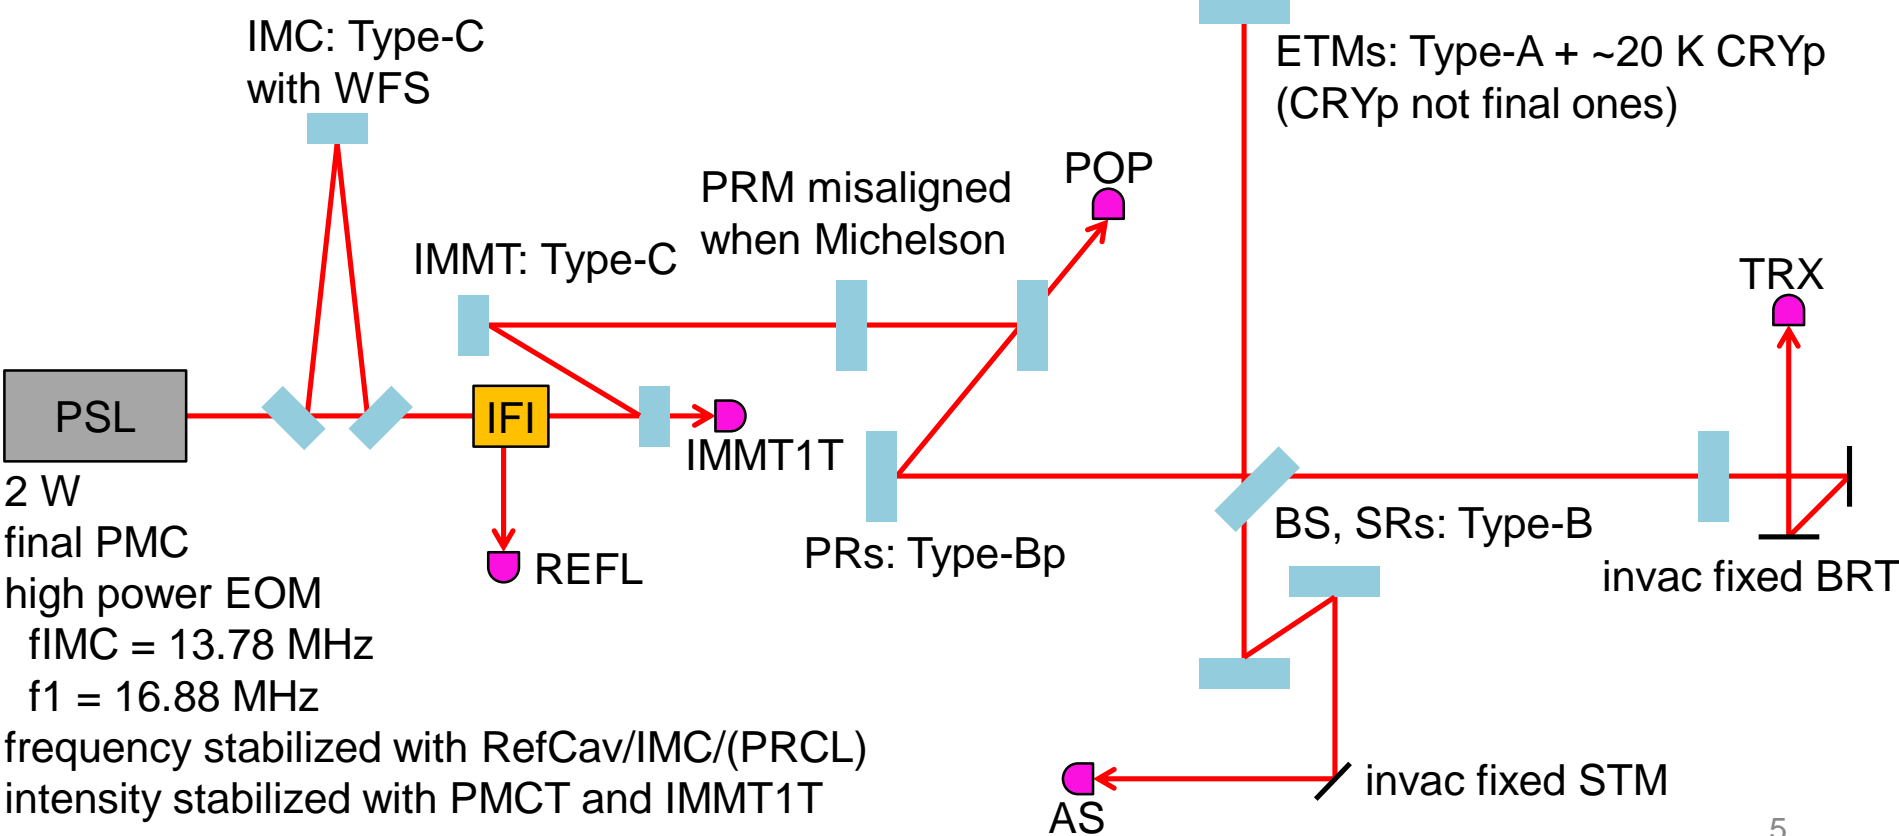 IMC: Type-C
with WFS
ETMs: Type-A + ~20 K CRYp
(CRYp not final ones)
POP
PRM misaligned
when Michelson
IMMT: Type-C
TRX
PSL
IFI
IMMT1T
2 W
final PMC
high power EOM
fIMC = 13.78 MHz
f1 = 16.88 MHz
frequency stabilized with RefCav/IMC/(PRCL)
intensity stabilized with PMCT and IMMT1T
REFL
PRs: Type-Bp
BS, SRs: Type-B
invac fixed BRT
invac fixed STM
AS
5